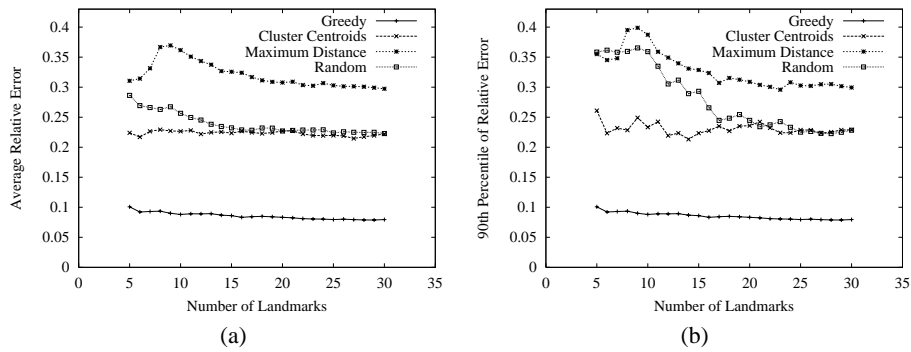 Average Relative Error
0.4
0.35
0.3
0.25
0.2
0.15
0.1
0.05
0
Greedy
Cluster Centroids
Maximum Distance
Random
0 5 10 15 20 25 30 35
Number of Landmarks
(a)
90th Percentile of Relative Error
0.4
0.35
0.3
0.25
0.2
0.15
0.1
0.05
0
Greedy
Cluster Centroids
Maximum Distance
Random
0 5 10 15 20 25 30 35
Number of Landmarks
(b)